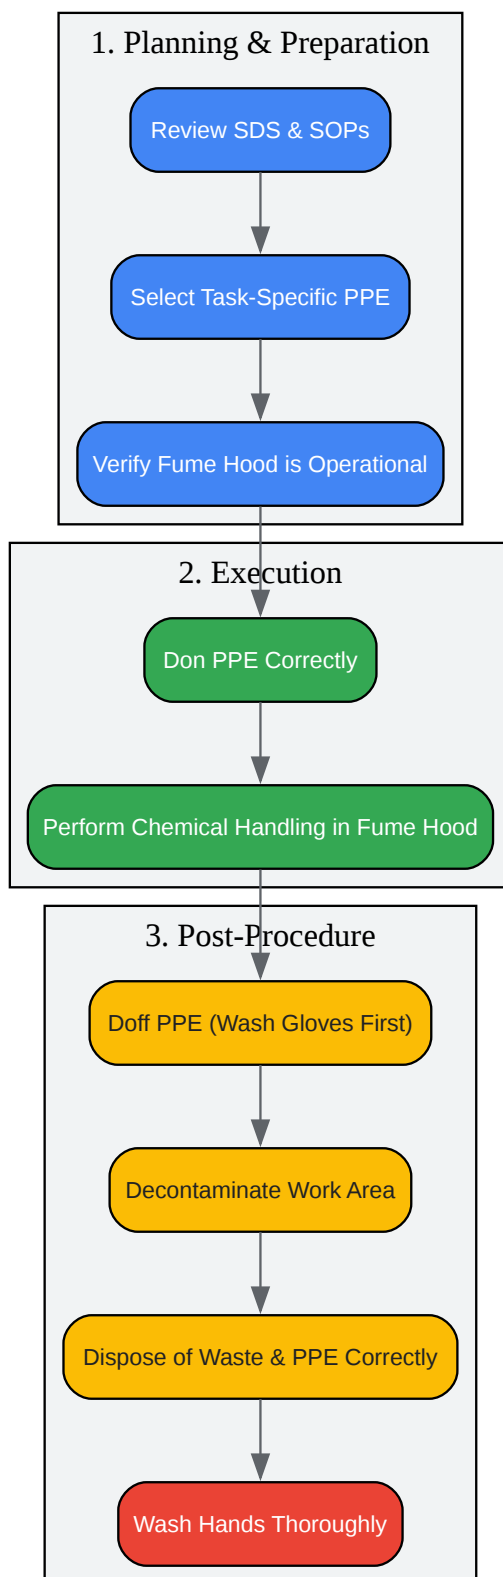 1. Planning & Preparation
Review SDS & SOPs
Select Task-Specific PPE
Verify Fume Hood is Operational
2. Execution
Don PPE Correctly
Perform Chemical Handling in Fume Hood
3. Post-Procedure
Doff PPE (Wash Gloves First)
Decontaminate Work Area
Dispose of Waste & PPE Correctly
Wash Hands Thoroughly